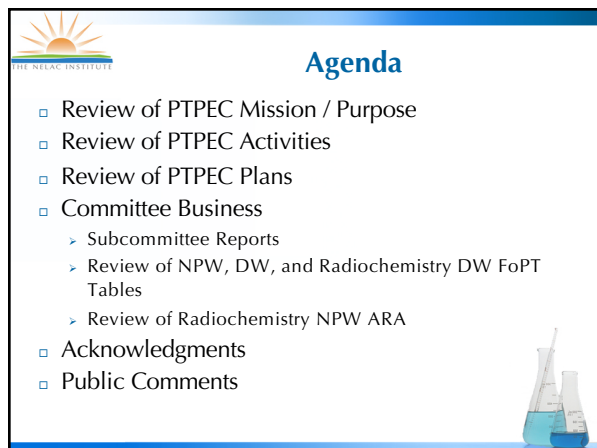 THE NELAC INSTITUTE
Agenda
Review of PTPEC Mission / Purpose
Review of PTPEC Activities
Review of PTPEC Plans
Committee Business
Subcommittee Reports
Review of NPW, DW, and Radiochemistry DW FoPT
Tables
Review of Radiochemistry NPW ARA
Acknowledgments
Public Comments